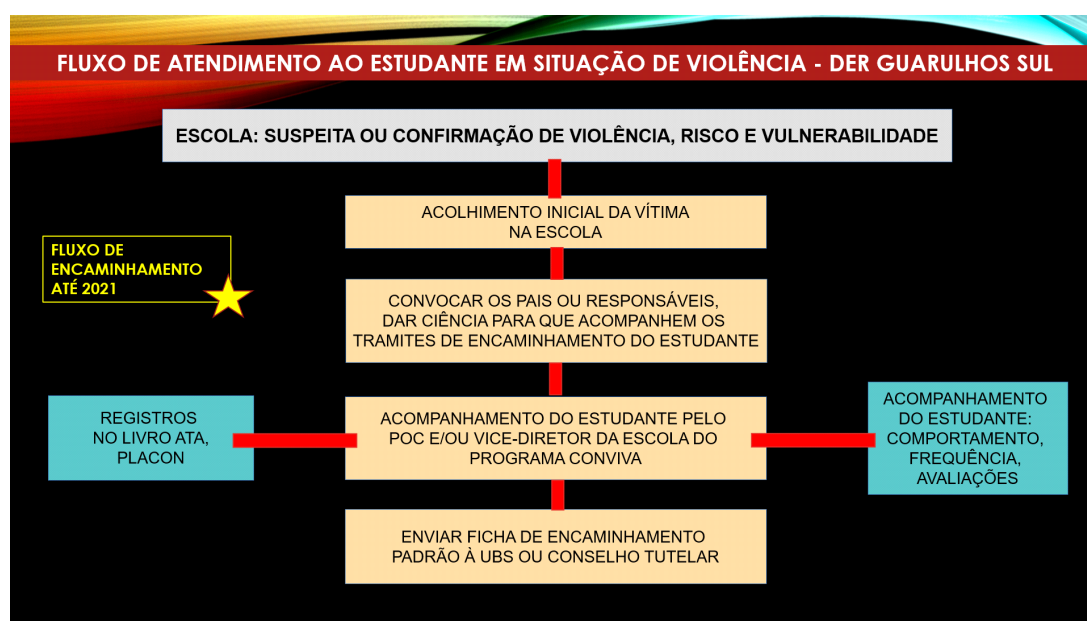 FLUXO DE ATENDIMENTO AO ESTUDANTE EM SITUAÇÃO DE VIOLÊNCIA - DER GUARULHOS SUL
ESCOLA: SUSPEITA OU CONFIRMAÇÃO DE VIOLÊNCIA, RISCO E VULNERABILIDADE
ACOLHIMENTO INICIAL DA VÍTIMA
NA ESCOLA
FLUXO DE
ENCAMINHAMENTO
ATÉ 2021
CONVOCAR OS PAIS OU RESPONSÁVEIS,
DAR CIÊNCIA PARA QUE ACOMPANHEM OS
TRAMITES DE ENCAMINHAMENTO DO ESTUDANTE
REGISTROS
NO LIVRO ATA,
PLACON
ACOMPANHAMENTO DO ESTUDANTE PELO
POC E/OU VICE-DIRETOR DA ESCOLA DO
PROGRAMA CONVIVA
ACOMPANHAMENTO
DO ESTUDANTE:
COMPORTAMENTO,
FREQUÊNCIA,
AVALIAÇÕES
ENVIAR FICHA DE ENCAMINHAMENTO
PADRÃO À UBS OU CONSELHO TUTELAR